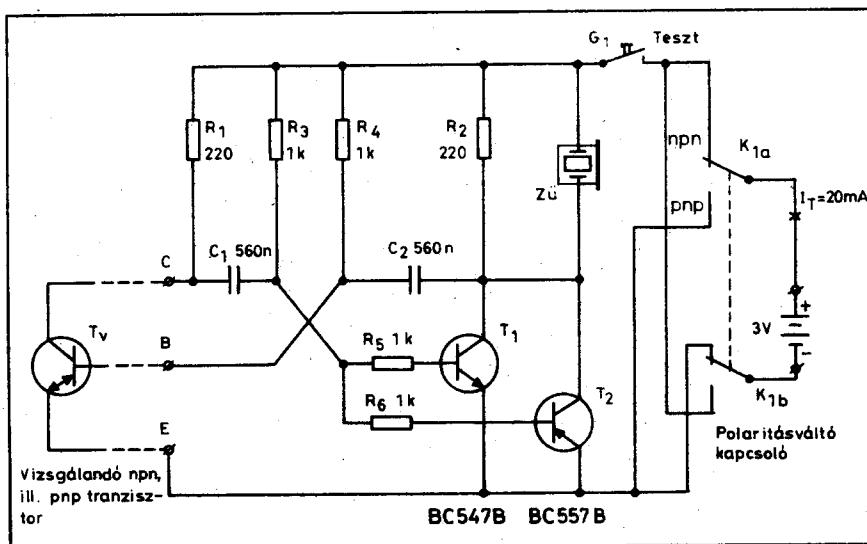 G1 Teszt
R1
220
R3
1k
R4
1k
R2
220
npn
K1a
Zü
pnp
IT=20mA
C
C1 560n
C2 560n
Tv
T1
+
3V
-
R5 1k
B
R6 1k
T2
K1b
E
Polaritásváltó
kapcsoló
Vizsgálandó npn,
ill. pnp tranzisz-
tor
BC547B BC557B